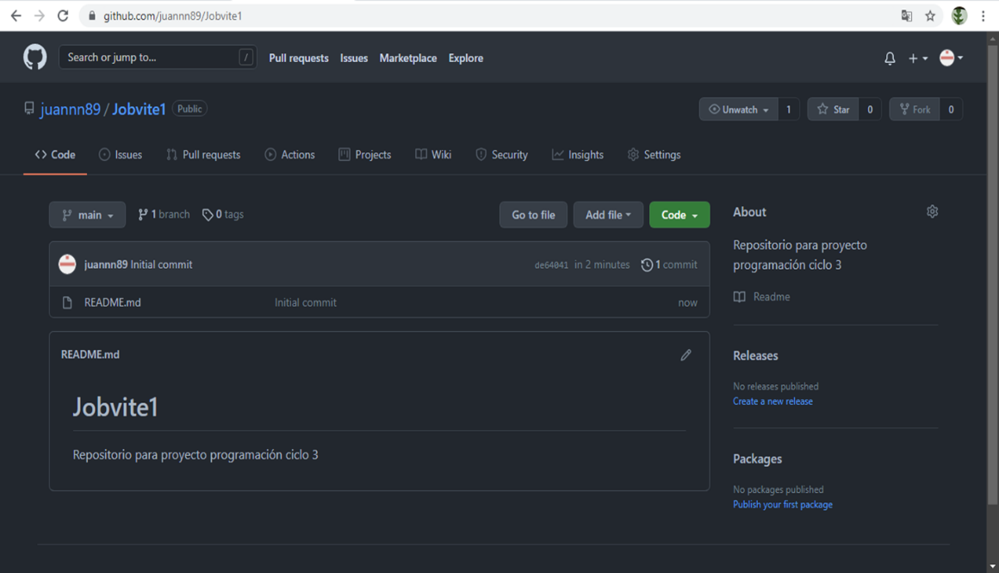 github.com/juannn89/Jobvite1
Search or jump to... /
Pull requests Issues Marketplace Explore
juannn89 / Jobvite1 Public
Unwatch 1 Star 0 Fork 0
Code Issues Pull requests Actions Projects Wiki Security Insights Settings
main 1 branch 0 tags
Go to file Add file Code
juannn89 Initial commit de64041 in 2 minutes 1 commit
README.md Initial commit now
README.md
Jobvite1
Repositorio para proyecto programación ciclo 3
About
Repositorio para proyecto
programación ciclo 3
Readme
Releases
No releases published
Create a new release
Packages
No packages published
Publish your first package